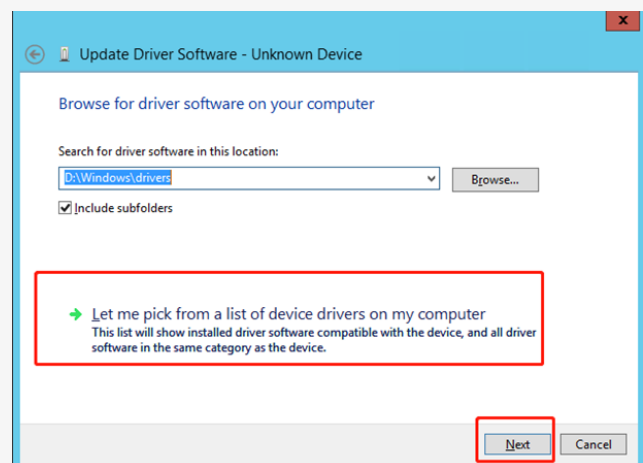 x
Update Driver Software - Unknown Device
Browse for driver software on your computer
Search for driver software in this location:
D:\Windows\drivers
Browse...
Include subfolders
Let me pick from a list of device drivers on my computer
This list will show installed driver software compatible with the device, and all driver
software in the same category as the device.
Next
Cancel